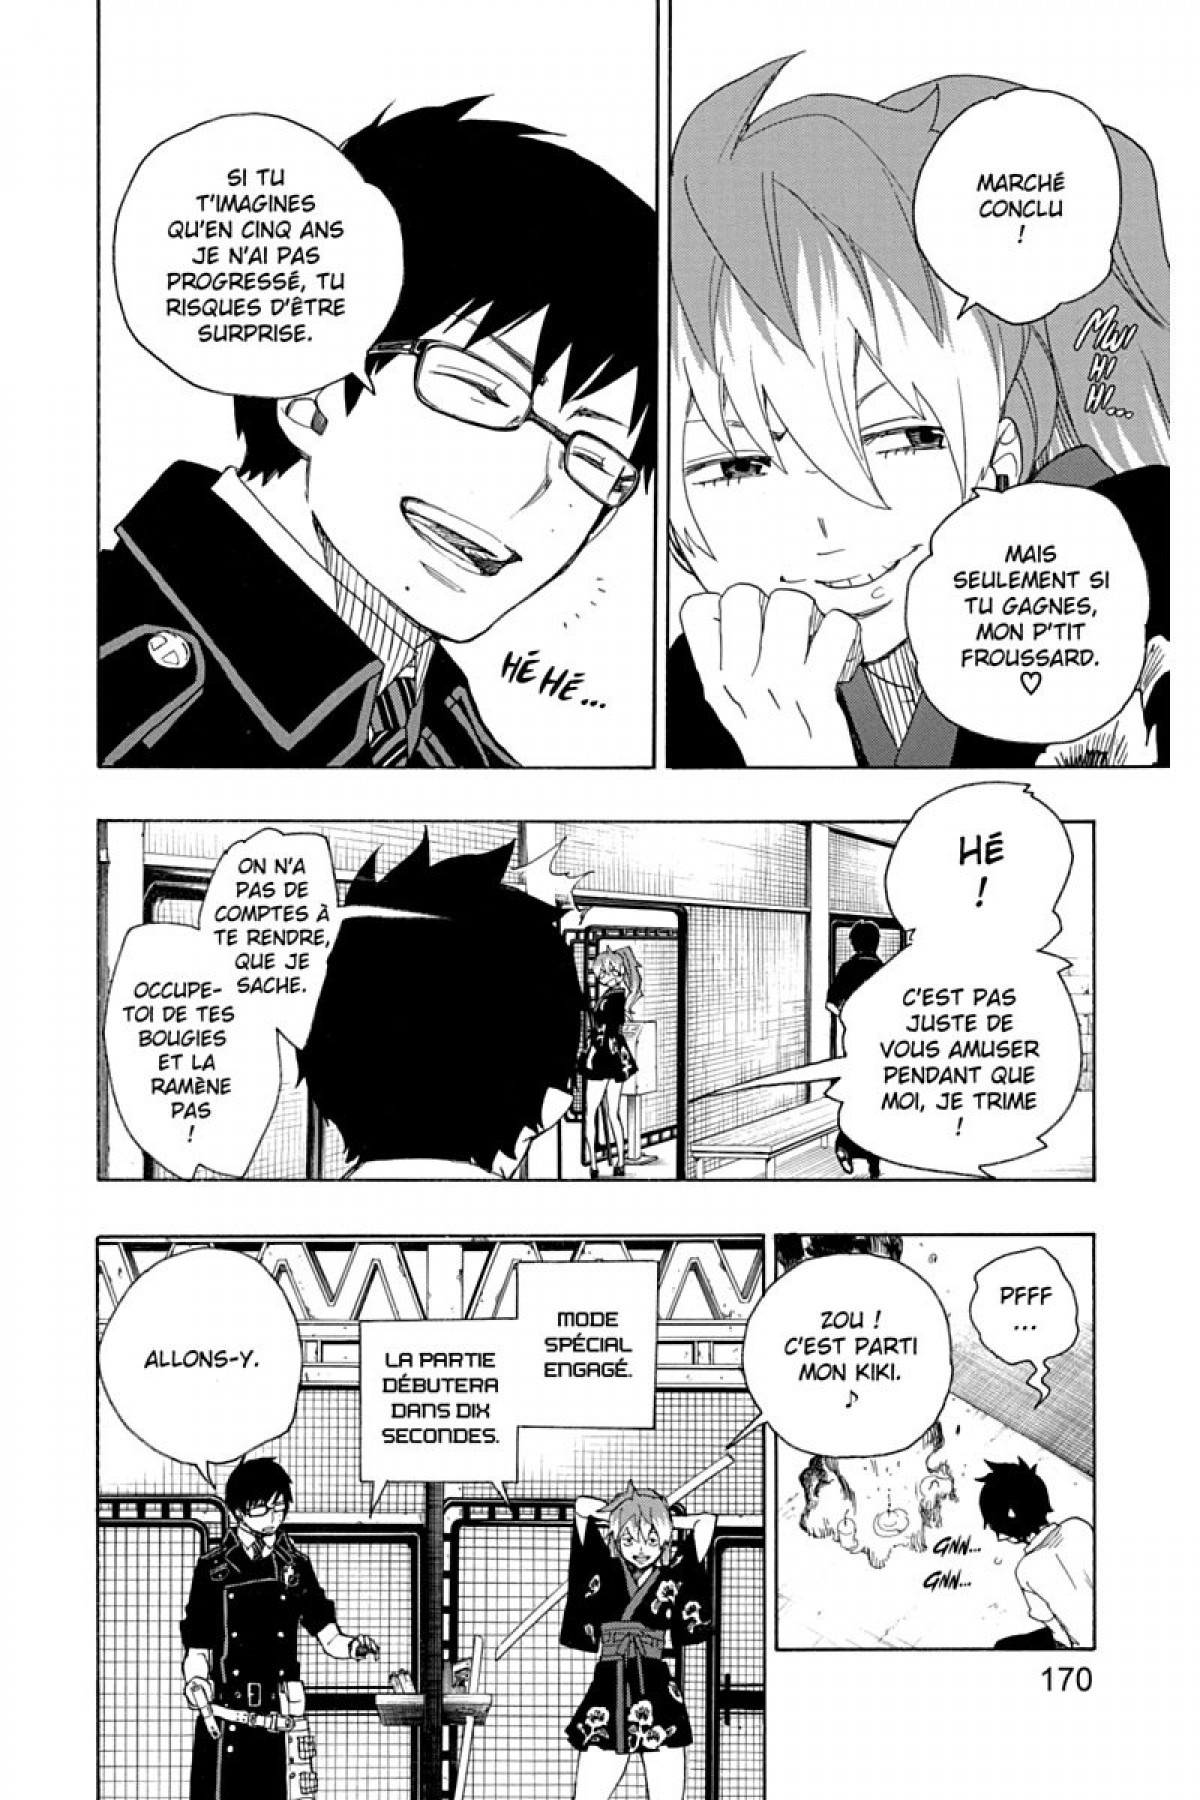 MARCHÉ
CONCLU
!
MWI
HI
HI...
MAIS
SEULEMENT SI
TU GAGNES,
MON P'TIT
FROUSSARD.
♡
SI TU
T'IMAGINES
QU'EN CINQ ANS
JE N'AI PAS
PROGRESSÉ, TU
RISQUES D'ÊTRE
SURPRISE.
HÉ HÉ...
HÉ
!
C'EST PAS
JUSTE DE
VOUS AMUSER
PENDANT QUE
MOI, JE TRIME
!
ON N'A
PAS DE
COMPTES À
TE RENDRE,
QUE JE
SACHE.
OCCUPE-
TOI DE TES
BOUGIES
ET LA
RAMÈNE
PAS
!
PFFF
...
GNN...
GNN...
ZOU !
C'EST PARTI
MON KIKI.
♪
MODE
SPÉCIAL
ENGAGÉ.
LA PARTIE
DÉBUTERA
DANS DIX
SECONDES.
ALLONS-Y.
170